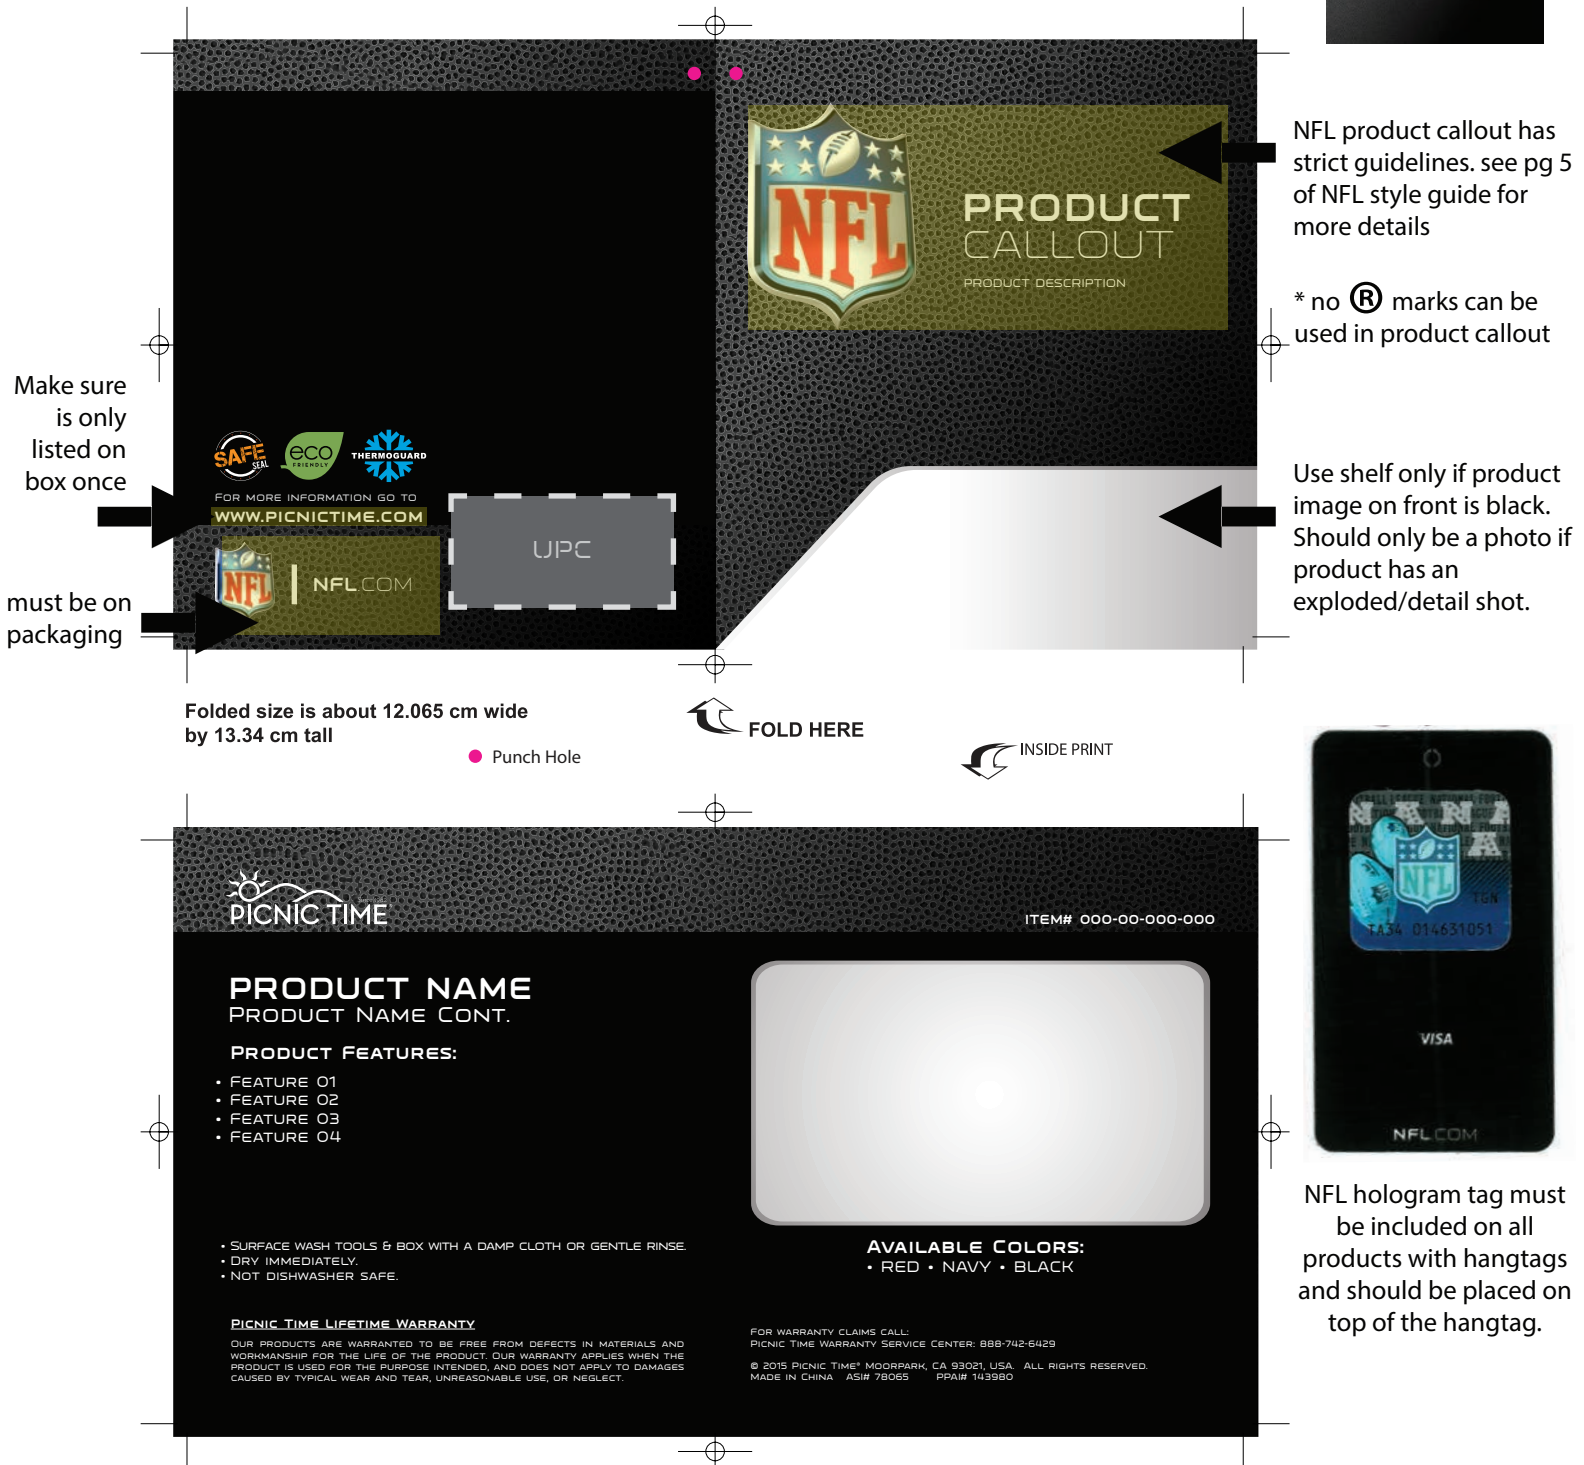 NFL product callout has
strict guidelines. see pg 5
of NFL style guide for
more details
* no ® marks can be
used in product callout
NFL
PRODUCT
CALLOUT
PRODUCT DESCRIPTION
Make sure
is only
listed on
box once
SAFE
SEAL
eco
FRIENDLY
THERMOGUARD
FOR MORE INFORMATION GO TO
WWW.PICNICTIME.COM
NFL
NFL.COM
UPC
must be on
packaging
Use shelf only if product
image on front is black.
Should only be a photo if
product has an
exploded/detail shot.
Folded size is about 12.065 cm wide
by 13.34 cm tall
Punch Hole
FOLD HERE
INSIDE PRINT
PICNIC TIME
ITEM# 000-00-000-000
PRODUCT NAME
PRODUCT NAME CONT.
PRODUCT FEATURES:
• FEATURE 01
• FEATURE 02
• FEATURE 03
• FEATURE 04
• SURFACE WASH TOOLS & BOX WITH A DAMP CLOTH OR GENTLE RINSE.
• DRY IMMEDIATELY.
• NOT DISHWASHER SAFE.
PICNIC TIME LIFETIME WARRANTY
OUR PRODUCTS ARE WARRANTED TO BE FREE FROM DEFECTS IN MATERIALS AND
WORKMANSHIP FOR THE LIFE OF THE PRODUCT. OUR WARRANTY APPLIES WHEN THE
PRODUCT IS USED FOR THE PURPOSE INTENDED, AND DOES NOT APPLY TO DAMAGES
CAUSED BY TYPICAL WEAR AND TEAR, UNREASONABLE USE, OR NEGLECT.
AVAILABLE COLORS:
• RED • NAVY • BLACK
FOR WARRANTY CLAIMS CALL:
PICNIC TIME WARRANTY SERVICE CENTER: 888-742-6429
© 2015 PICNIC TIME® MOORPARK, CA 93021, USA. ALL RIGHTS RESERVED.
MADE IN CHINA ASI# 78065 PPAI# 143980
NFL
TGN
TA34 014631051
VISA
NFL.COM
NFL hologram tag must
be included on all
products with hangtags
and should be placed on
top of the hangtag.